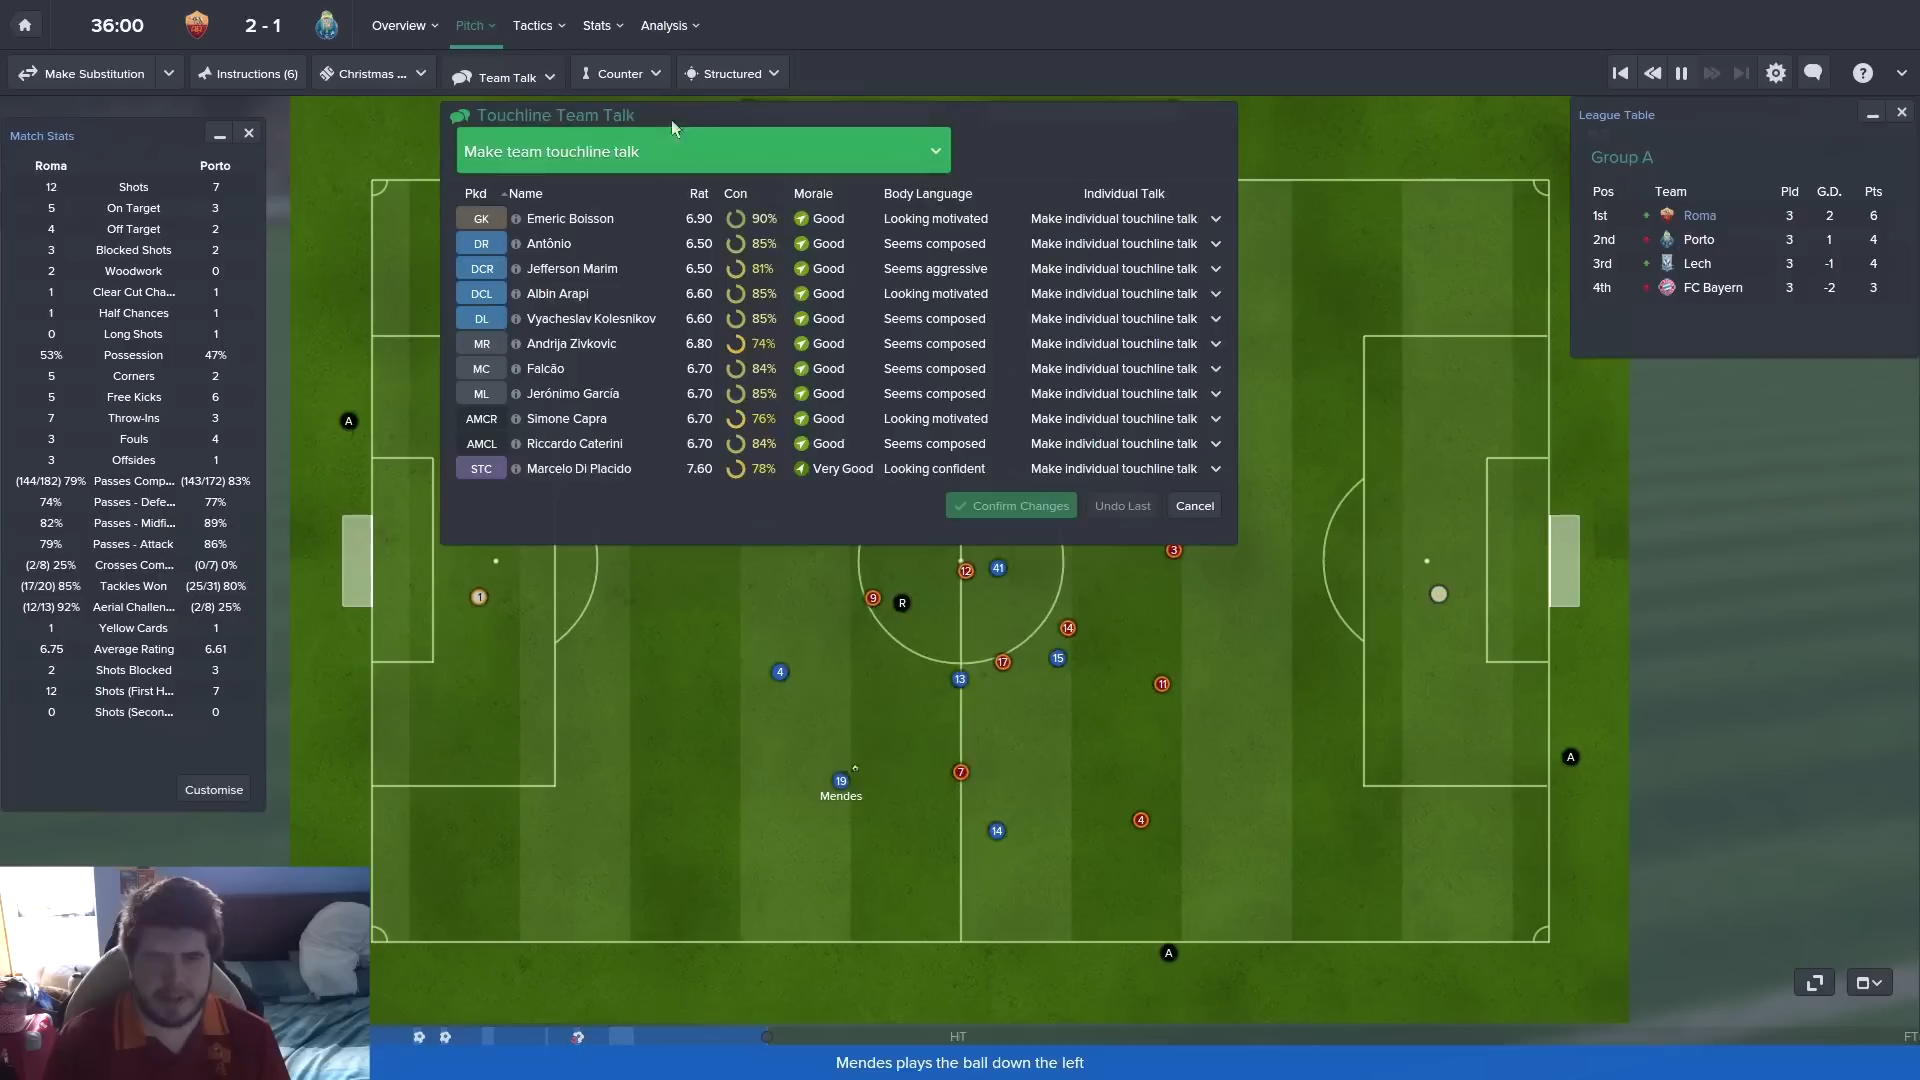 36:00 2 - 1 Overview Pitch Tactics Stats Analysis
Make Substitution Instructions (6) Christmas ... Team Talk Counter Structured ?
Match Stats
Roma Porto
12 Shots 7
5 On Target 3
4 Off Target 2
3 Blocked Shots 2
2 Woodwork 0
1 Clear Cut Cha... 1
1 Half Chances 1
0 Long Shots 1
53% Possession 47%
5 Corners 2
5 Free Kicks 6
7 Throw-Ins 3
3 Fouls 4
3 Offsides 1
(144/182) 79% Passes Comp... (143/172) 83%
74% Passes - Defe... 77%
82% Passes - Midfi... 89%
79% Passes - Attack 86%
(2/8) 25% Crosses Com... (0/7) 0%
(17/20) 85% Tackles Won (25/31) 80%
(12/13) 92% Aerial Challen... (2/8) 25%
1 Yellow Cards 1
6.75 Average Rating 6.61
2 Shots Blocked 3
12 Shots (First H... 7
0 Shots (Secon... 0
Customise
Touchline Team Talk
Make team touchline talk
Pkd Name Rat Con Morale Body Language Individual Talk
GK Emeric Boisson 6.90 90% Good Looking motivated Make individual touchline talk
DR Antônio 6.50 85% Good Seems composed Make individual touchline talk
DCR Jefferson Marim 6.50 81% Good Seems aggressive Make individual touchline talk
DCL Albin Arapi 6.60 85% Good Looking motivated Make individual touchline talk
DL Vyacheslav Kolesnikov 6.60 85% Good Seems composed Make individual touchline talk
MR Andrija Zivkovic 6.80 74% Good Seems composed Make individual touchline talk
MC Falcão 6.70 84% Good Seems composed Make individual touchline talk
ML Jerónimo García 6.70 85% Good Seems composed Make individual touchline talk
AMCR Simone Capra 6.70 76% Good Looking motivated Make individual touchline talk
AMCL Riccardo Caterini 6.70 84% Good Seems composed Make individual touchline talk
STC Marcelo Di Placido 7.60 78% Very Good Looking confident Make individual touchline talk
Confirm Changes Undo Last Cancel
League Table
Group A
Pos Team Pld G.D. Pts
1st Roma 3 2 6
2nd Porto 3 1 4
3rd Lech 3 -1 4
4th FC Bayern 3 -2 3
A
3
12 41
1 9 R
14
17 15
4 13 11
A
19 7
Mendes
14 4
A
HT FT
Mendes plays the ball down the left